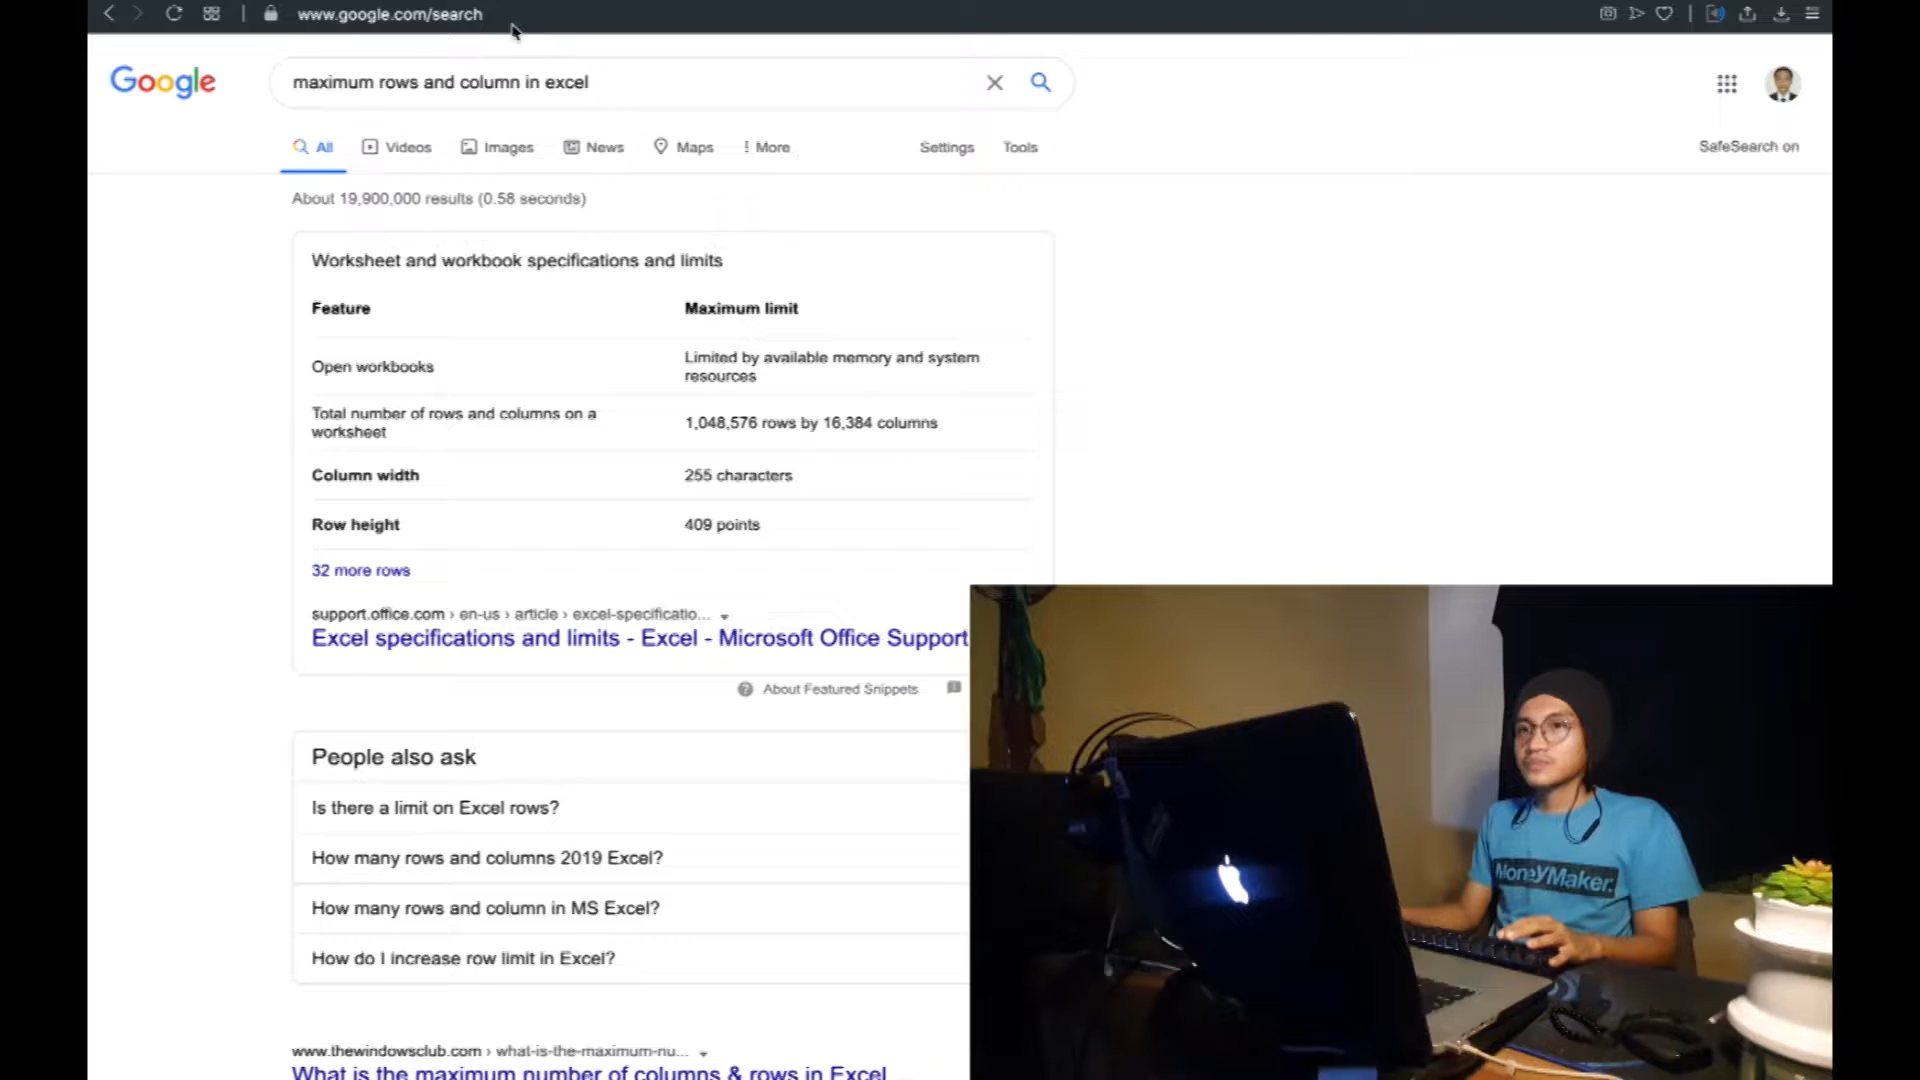 www.google.com/search
Google
maximum rows and column in excel
All
Videos
Images
News
Maps
More
Settings
Tools
SafeSearch on
About 19,900,000 results (0.58 seconds)
Worksheet and workbook specifications and limits
Feature
Maximum limit
Open workbooks
Limited by available memory and system
resources
Total number of rows and columns on a
worksheet
1,048,576 rows by 16,384 columns
Column width
255 characters
Row height
409 points
32 more rows
support.office.com › en-us › article › excel-specificatio...
Excel specifications and limits - Excel - Microsoft Office Support
About Featured Snippets
People also ask
Is there a limit on Excel rows?
How many rows and columns 2019 Excel?
How many rows and column in MS Excel?
How do I increase row limit in Excel?
MoneyMaker.
www.thewindowsclub.com › what-is-the-maximum-nu...
What is the maximum number of columns & rows in Excel